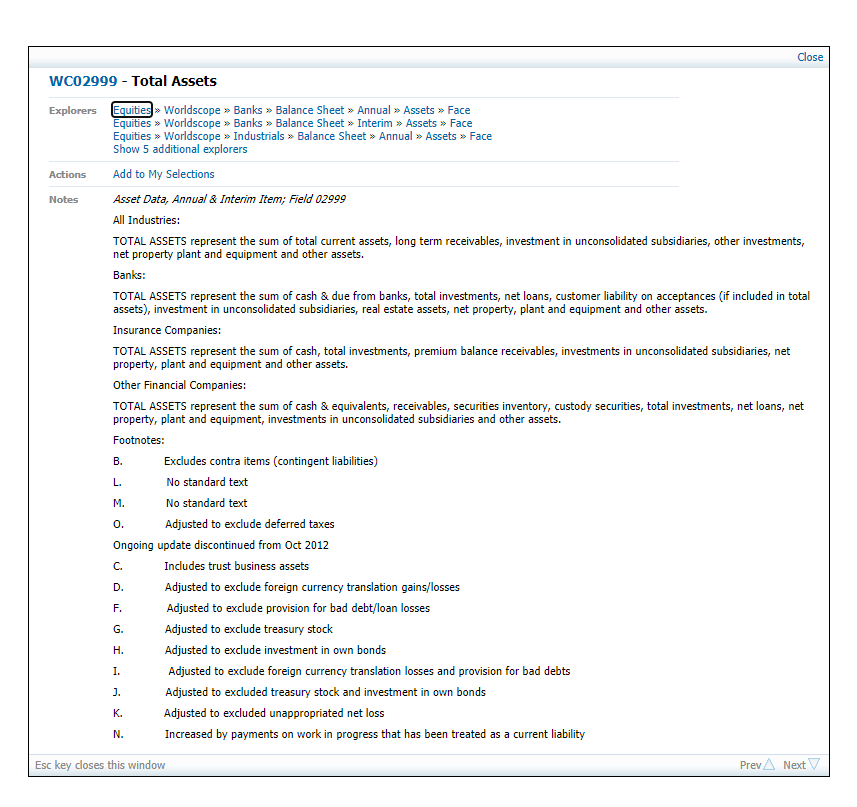 Close
WC02999 - Total Assets
Explorers Equities » Worldscope » Banks » Balance Sheet » Annual » Assets » Face
Equities » Worldscope » Banks » Balance Sheet » Interim » Assets » Face
Equities » Worldscope » Industrials » Balance Sheet » Annual » Assets » Face
Show 5 additional explorers
Actions Add to My Selections
Notes Asset Data, Annual & Interim Item; Field 02999
All Industries:
TOTAL ASSETS represent the sum of total current assets, long term receivables, investment in unconsolidated subsidiaries, other investments,
net property plant and equipment and other assets.
Banks:
TOTAL ASSETS represent the sum of cash & due from banks, total investments, net loans, customer liability on acceptances (if included in total
assets), investment in unconsolidated subsidiaries, real estate assets, net property, plant and equipment and other assets.
Insurance Companies:
TOTAL ASSETS represent the sum of cash, total investments, premium balance receivables, investments in unconsolidated subsidiaries, net
property, plant and equipment and other assets.
Other Financial Companies:
TOTAL ASSETS represent the sum of cash & equivalents, receivables, securities inventory, custody securities, total investments, net loans, net
property, plant and equipment, investments in unconsolidated subsidiaries and other assets.
Footnotes:
B. Excludes contra items (contingent liabilities)
L. No standard text
M. No standard text
O. Adjusted to exclude deferred taxes
Ongoing update discontinued from Oct 2012
C. Includes trust business assets
D. Adjusted to exclude foreign currency translation gains/losses
F. Adjusted to exclude provision for bad debt/loan losses
G. Adjusted to exclude treasury stock
H. Adjusted to exclude investment in own bonds
I. Adjusted to exclude foreign currency translation losses and provision for bad debts
J. Adjusted to excluded treasury stock and investment in own bonds
K. Adjusted to excluded unappropriated net loss
N. Increased by payments on work in progress that has been treated as a current liability
Esc key closes this window Prev Next